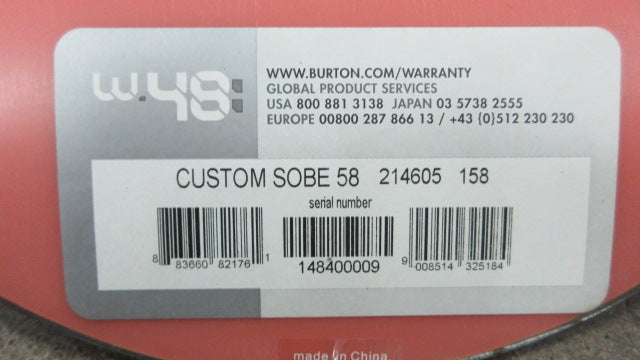 w.48:
WWW.BURTON.COM/WARRANTY
GLOBAL PRODUCT SERVICES
USA 800 881 3138 JAPAN 03 5738 2555
EUROPE 00800 287 866 13 / +43 (0)512 230 230
CUSTOM SOBE 58 214605 158
serial number
8 83660 82176 1
148400009
9 008514 325184
made in China